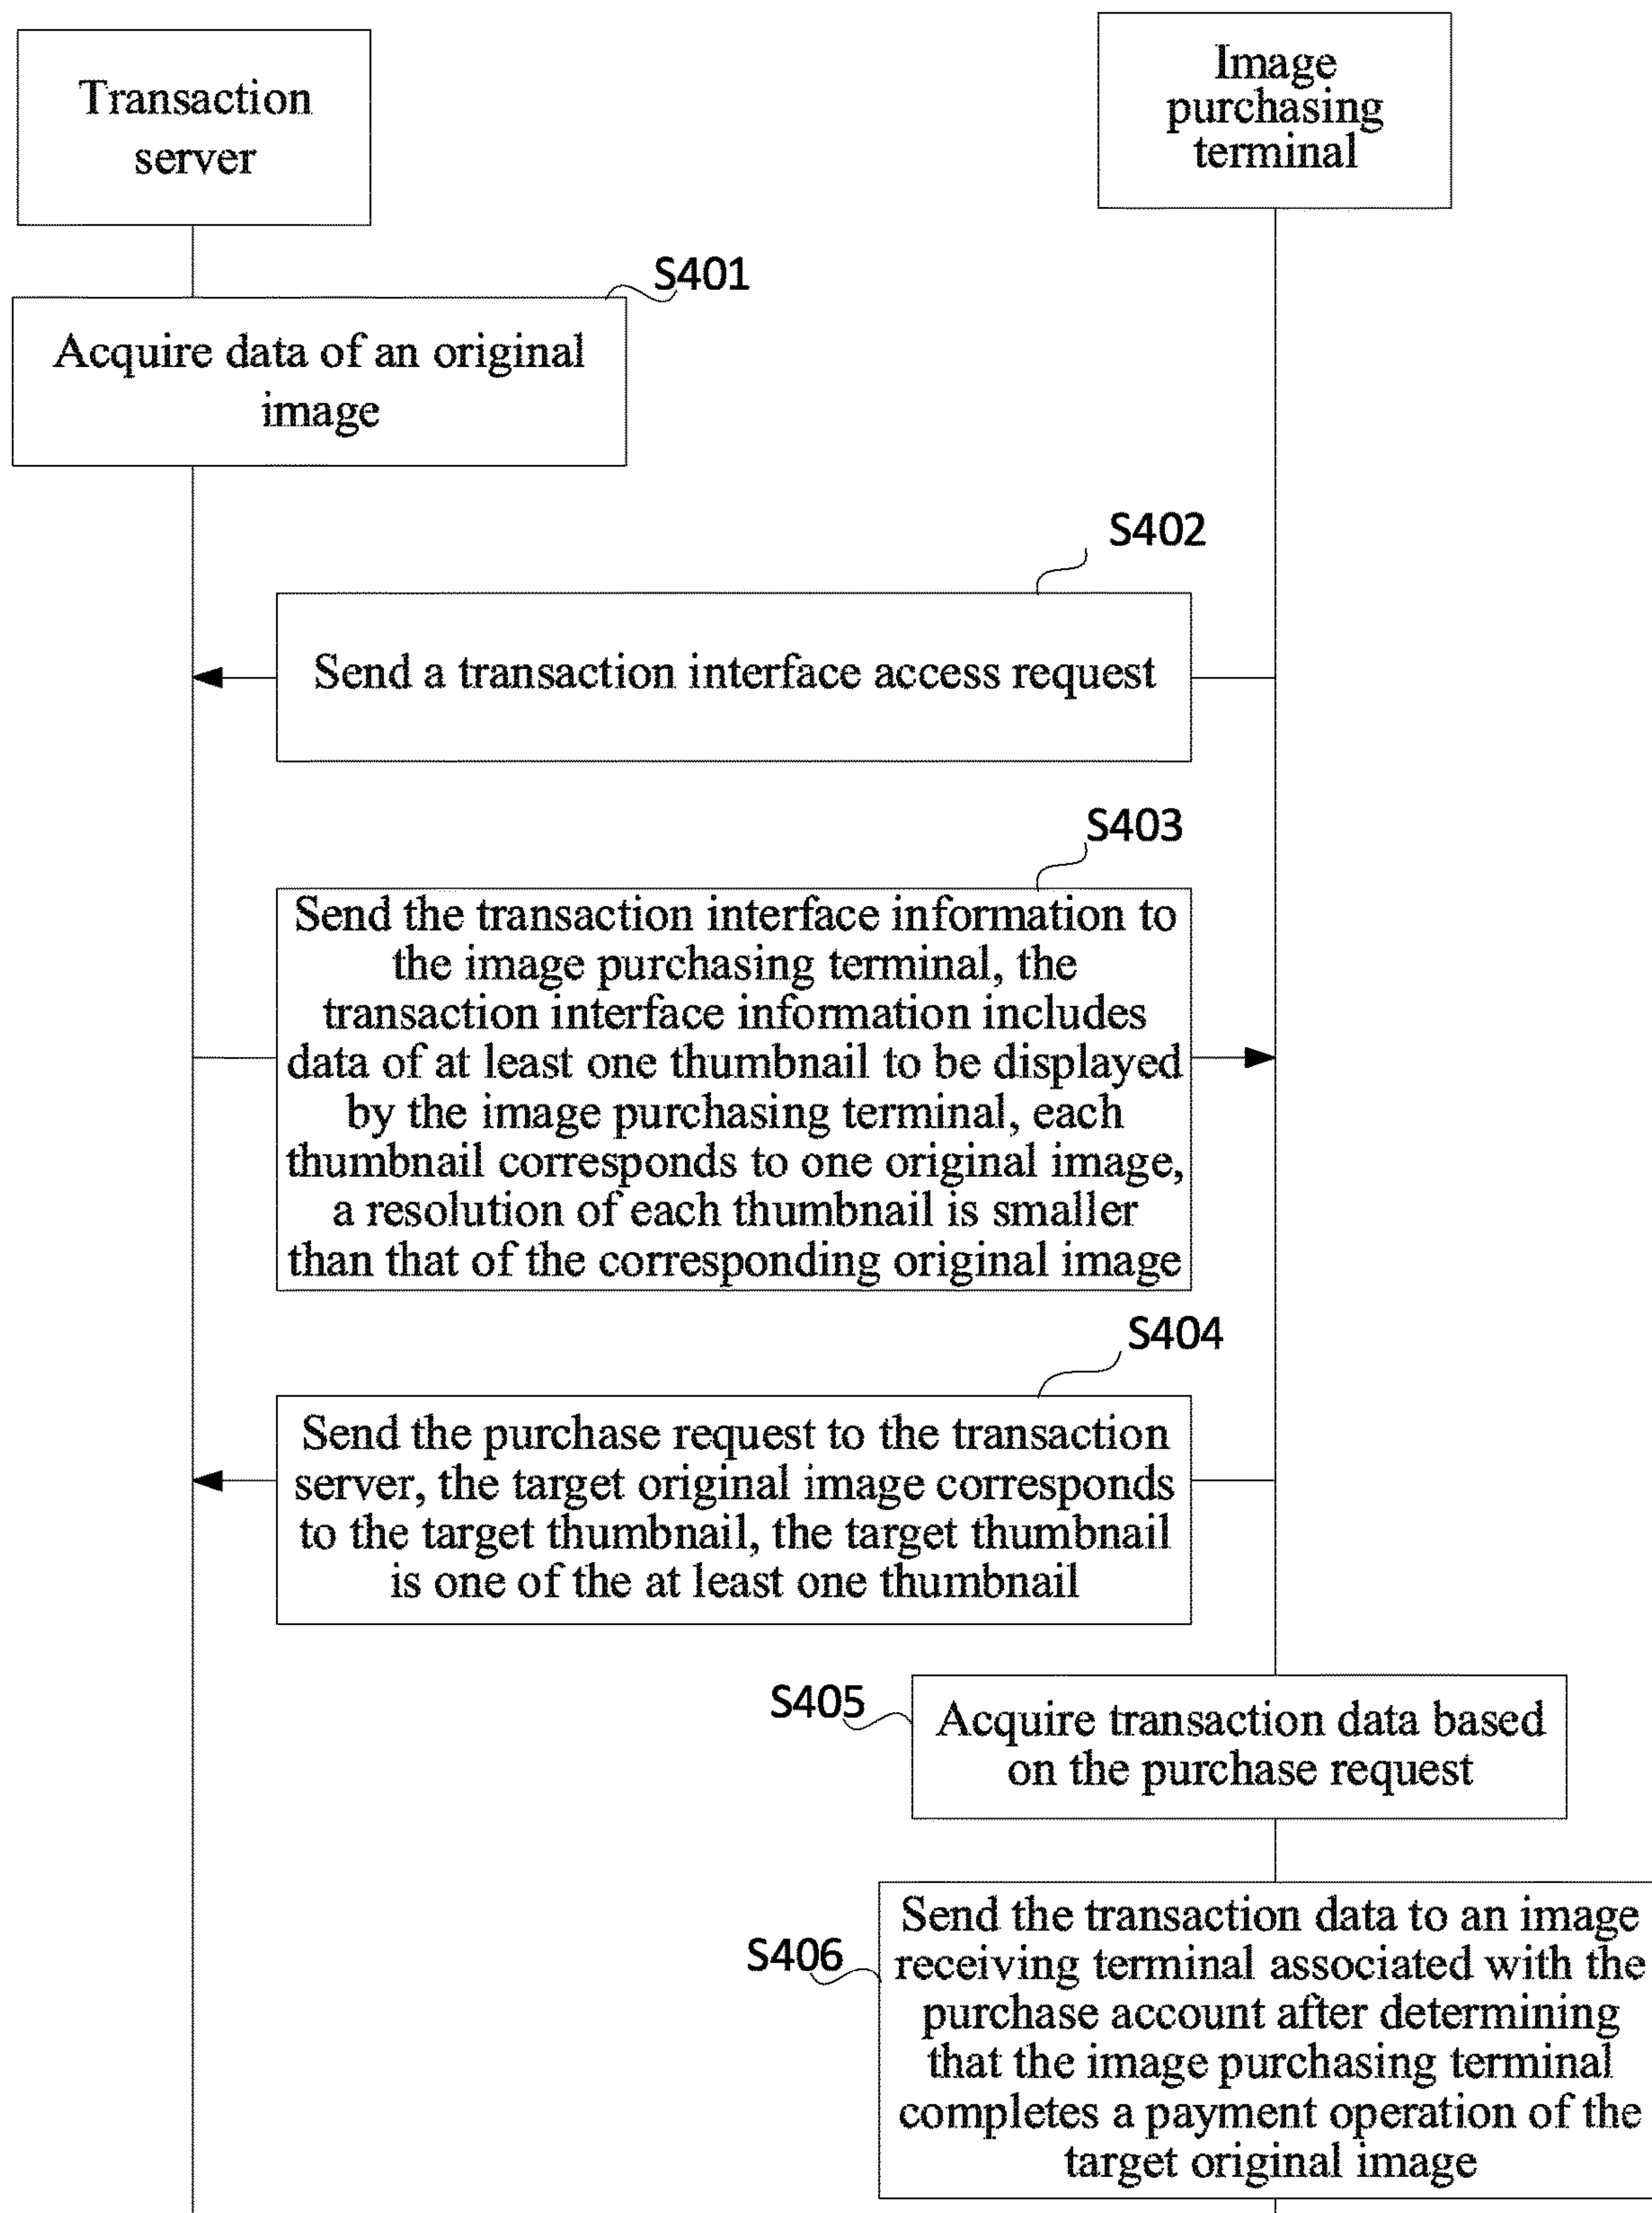 Transaction
server
Image
purchasing
terminal
S401
Acquire data of an original
image
S402
Send a transaction interface access request
S403
Send the transaction interface information to
the image purchasing terminal, the
transaction interface information includes
data of at least one thumbnail to be displayed
by the image purchasing terminal, each
thumbnail corresponds to one original image,
a resolution of each thumbnail is smaller
than that of the corresponding original image
S404
Send the purchase request to the transaction
server, the target original image corresponds
to the target thumbnail, the target thumbnail
is one of the at least one thumbnail
S405
Acquire transaction data based
on the purchase request
S406
Send the transaction data to an image
receiving terminal associated with the
purchase account after determining
that the image purchasing terminal
completes a payment operation of the
target original image